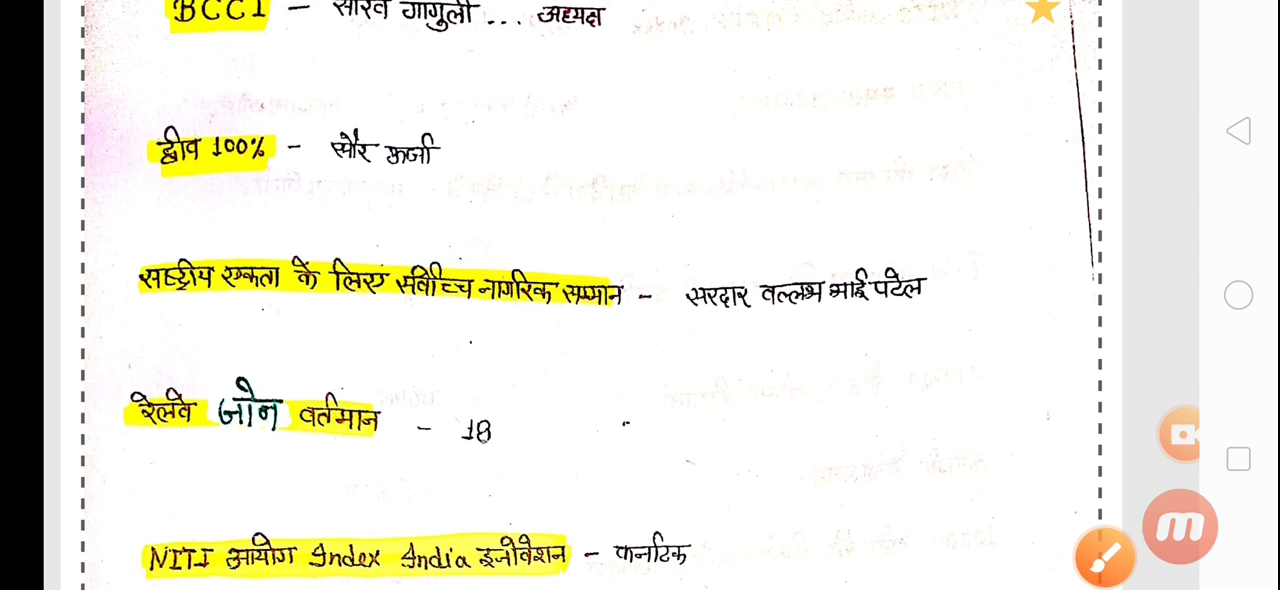 BCCI - सौरव गांगुली ... अध्यक्ष
द्वीव 100% - सौर ऊर्जा
राष्ट्रीय एकता के लिए सर्वोच्च नागरिक सम्मान - सरदार वल्लभ भाई पटेल
रेलवे जोन वर्तमान - 18
NITI आयोग Index India इनोवेशन - कर्नाटक